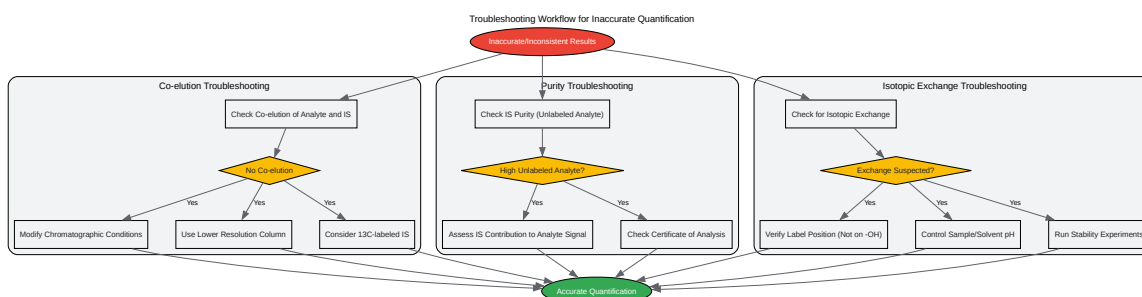 Troubleshooting Workflow for Inaccurate Quantification
Inaccurate/Inconsistent Results
Co-elution Troubleshooting
Purity Troubleshooting
Isotopic Exchange Troubleshooting
Check Co-elution of Analyte and IS
Check IS Purity (Unlabeled Analyte)
Check for Isotopic Exchange
No Co-elution
High Unlabeled Analyte?
Exchange Suspected?
Yes
Yes
Yes
Yes
Yes
Yes
Yes
Yes
Modify Chromatographic Conditions
Use Lower Resolution Column
Consider 13C-labeled IS
Assess IS Contribution to Analyte Signal
Check Certificate of Analysis
Verify Label Position (Not on -OH)
Control Sample/Solvent pH
Run Stability Experiments
Accurate Quantification